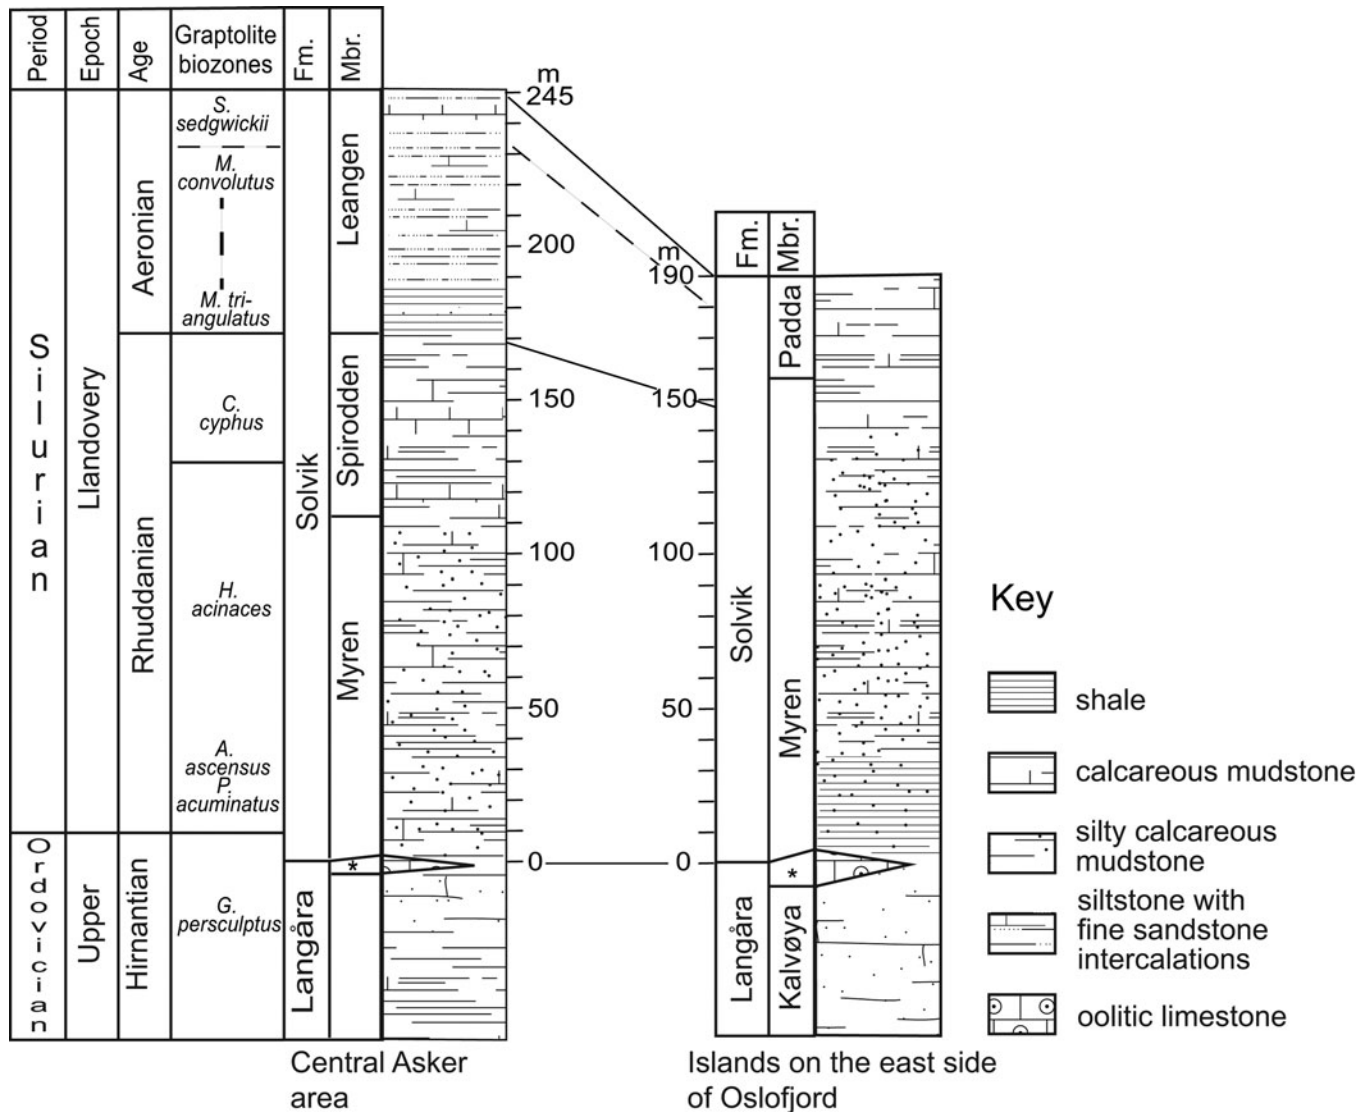 Period
Epoch
Age
Graptolite
biozones
Fm.
Mbr.
m
245
200
150
100
50
0
Silurian
Ordovician
Llandovery
Upper
Aeronian
Rhuddanian
Hirnantian
S.
sedgwickii
M.
convolutus
M. tri-
angulatus
C.
cyphus
H.
acinaces
A.
ascensus
P.
acuminatus
G.
persculptus
Solvik
Langåra
Leangen
Spirodden
Myren
*
Central Asker
area
Fm.
Mbr.
m
190
150
100
50
0
Solvik
Langåra
Padda
Myren
*
Kalvøya
Islands on the east side
of Oslofjord
Key
shale
calcareous mudstone
silty calcareous
mudstone
siltstone with
fine sandstone
intercalations
oolitic limestone